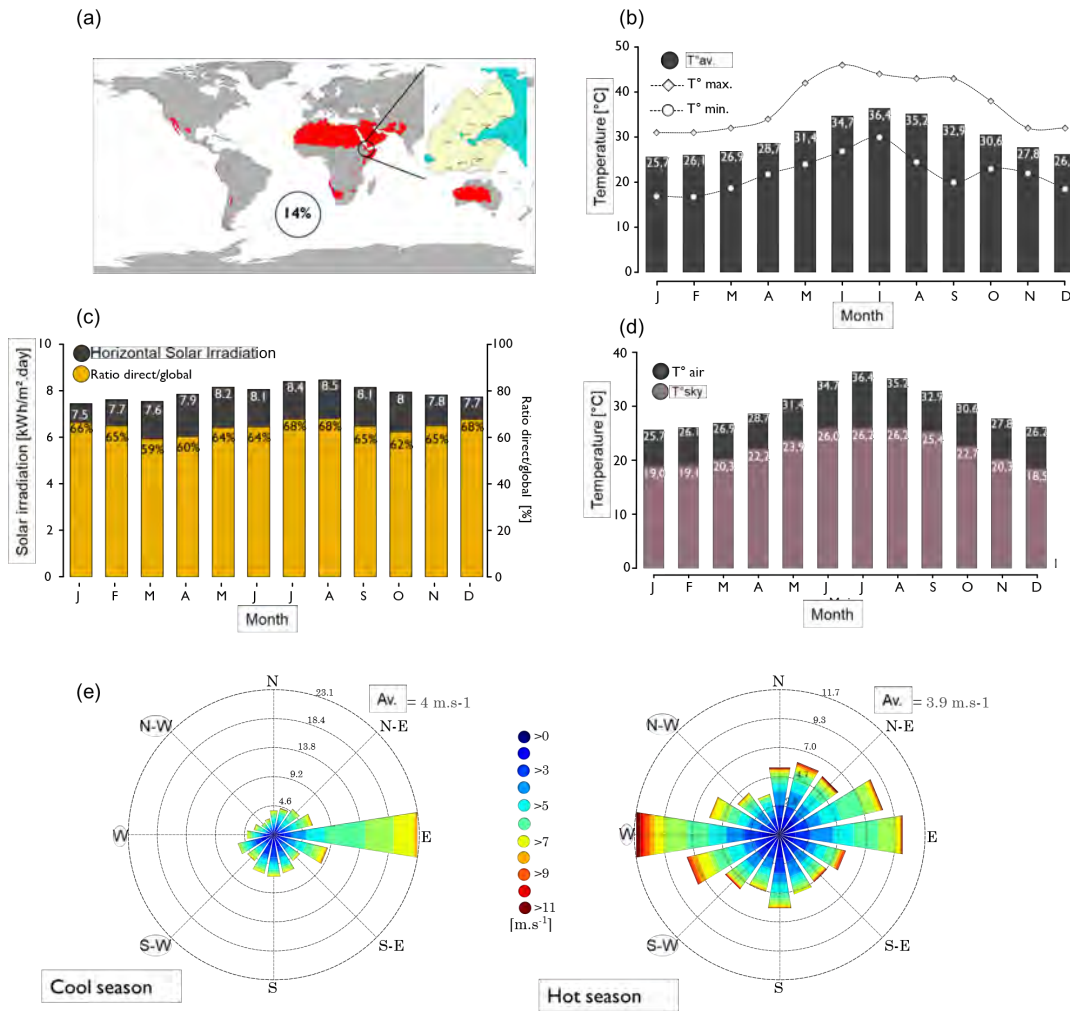 (a)
14%
(b)
50
40
30
20
10
0
Temperature [°C]
T°av.
T° max.
T° min.
25,7
26,1
26,9
28,7
31,4
34,7
36,4
35,2
32,9
30,6
27,8
26,
J F M A M J J A S O N D
Month
(c)
10
8
6
4
2
0
Solar irradiation [kWh/m².day]
Horizontal Solar Irradiation
Ratio direct/global
100
80
60
40
20
0
Ratio direct/global
[%]
7.5 7.7 7.6 7.9 8.2 8.1 8.4 8.5 8.1 8 7.8 7.7
66% 65% 59% 60% 64% 64% 68% 68% 65% 62% 65% 68%
J F M A M J J A S O N D
Month
(d)
40
30
20
10
0
Temperature [°C]
T° air
T°sky
25.7 26.1 26.9 28.7 31.4 34.7 36.4 35.2 32.9 30.6 27.8 26.2
19,0 19,1 20,3 22,2 23,9 26,0 26,2 26,2 25,4 22,7 20,3 18,5
J F M A M J J A S O N D
Month
(e)
N
N-E
E
S-E
S
S-W
W
N-W
23.1
18.4
13.8
9.2
4.6
Av. = 4 m.s-1
Cool season
>0
>3
>5
>7
>9
>11
[m.s⁻¹]
N
N-E
E
S-E
S
S-W
W
N-W
11.7
9.3
7.0
4.7
Av. = 3.9 m.s-1
Hot season